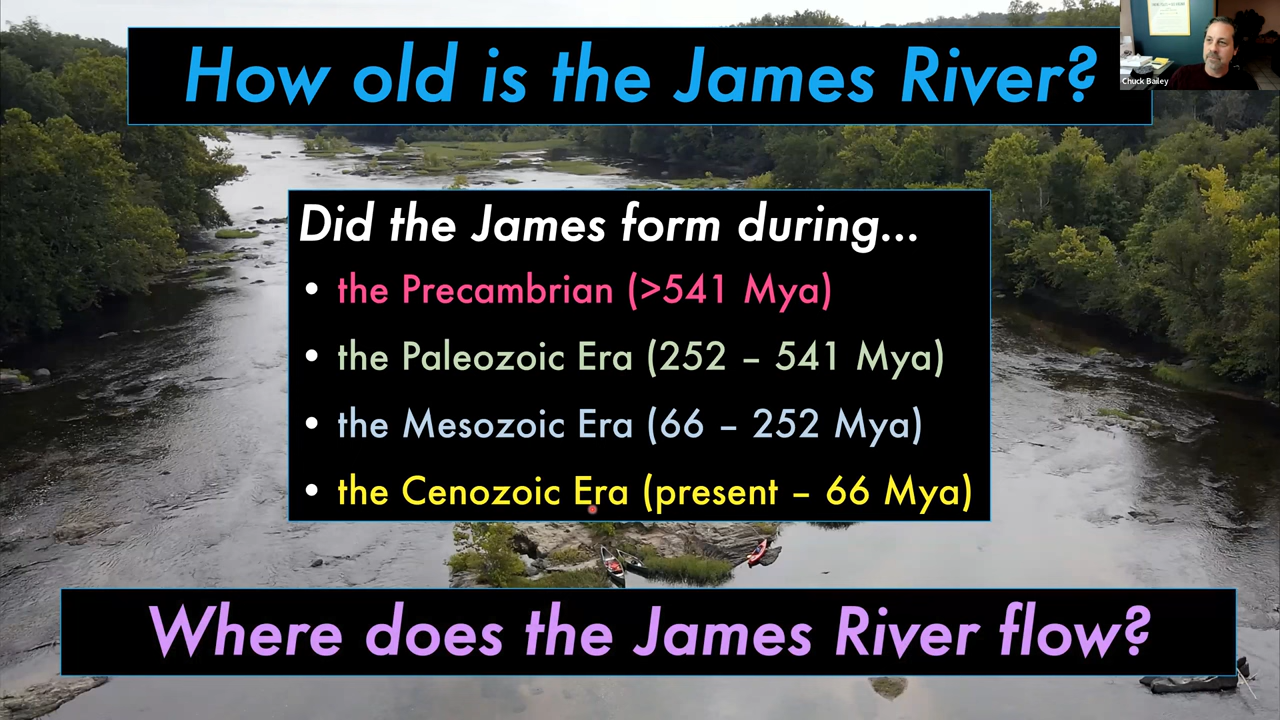 How old is the James River?
Chuck Bailey
Did the James form during...
• the Precambrian (>541 Mya)
• the Paleozoic Era (252 – 541 Mya)
• the Mesozoic Era (66 – 252 Mya)
• the Cenozoic Era (present – 66 Mya)
Where does the James River flow?